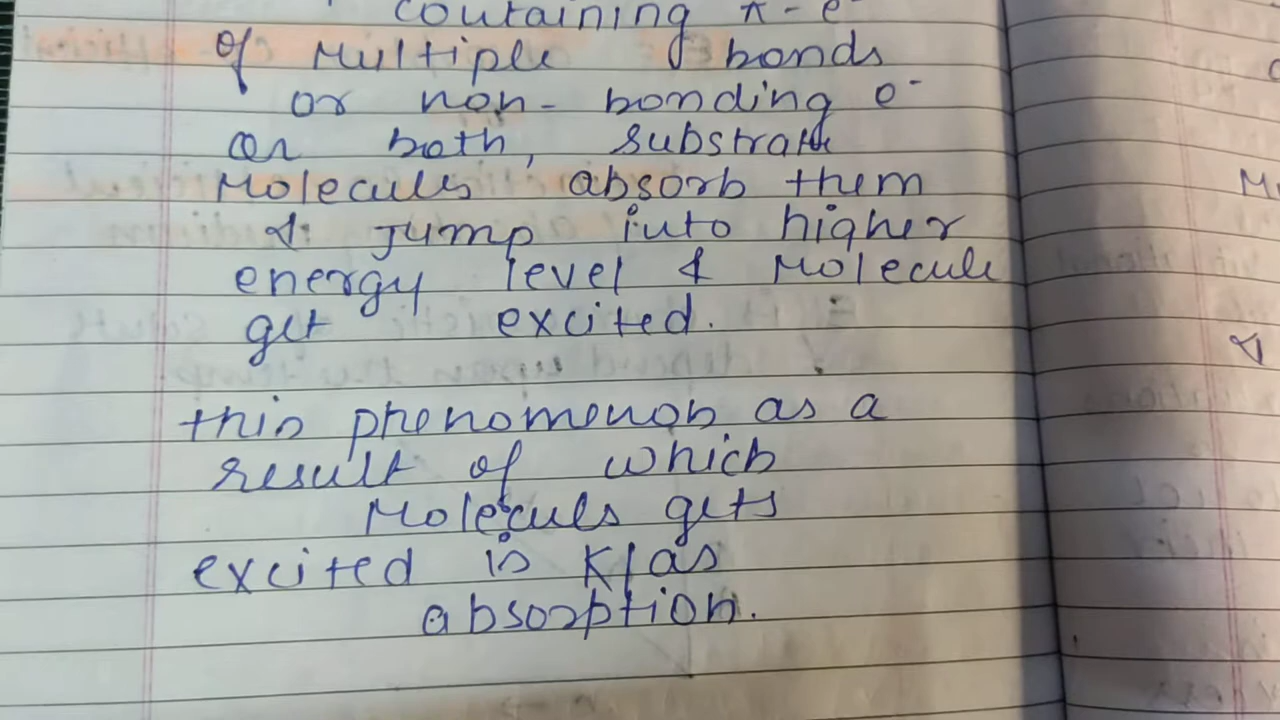 containing π-e⁻
of Multiple bonds
or non-bonding e⁻
or both, substrate
Molecules absorb them
& jump into higher
energy level & Molecule
get excited.
this phenomenon as a
result of which
Molecules gets
excited is K/as
absorption.